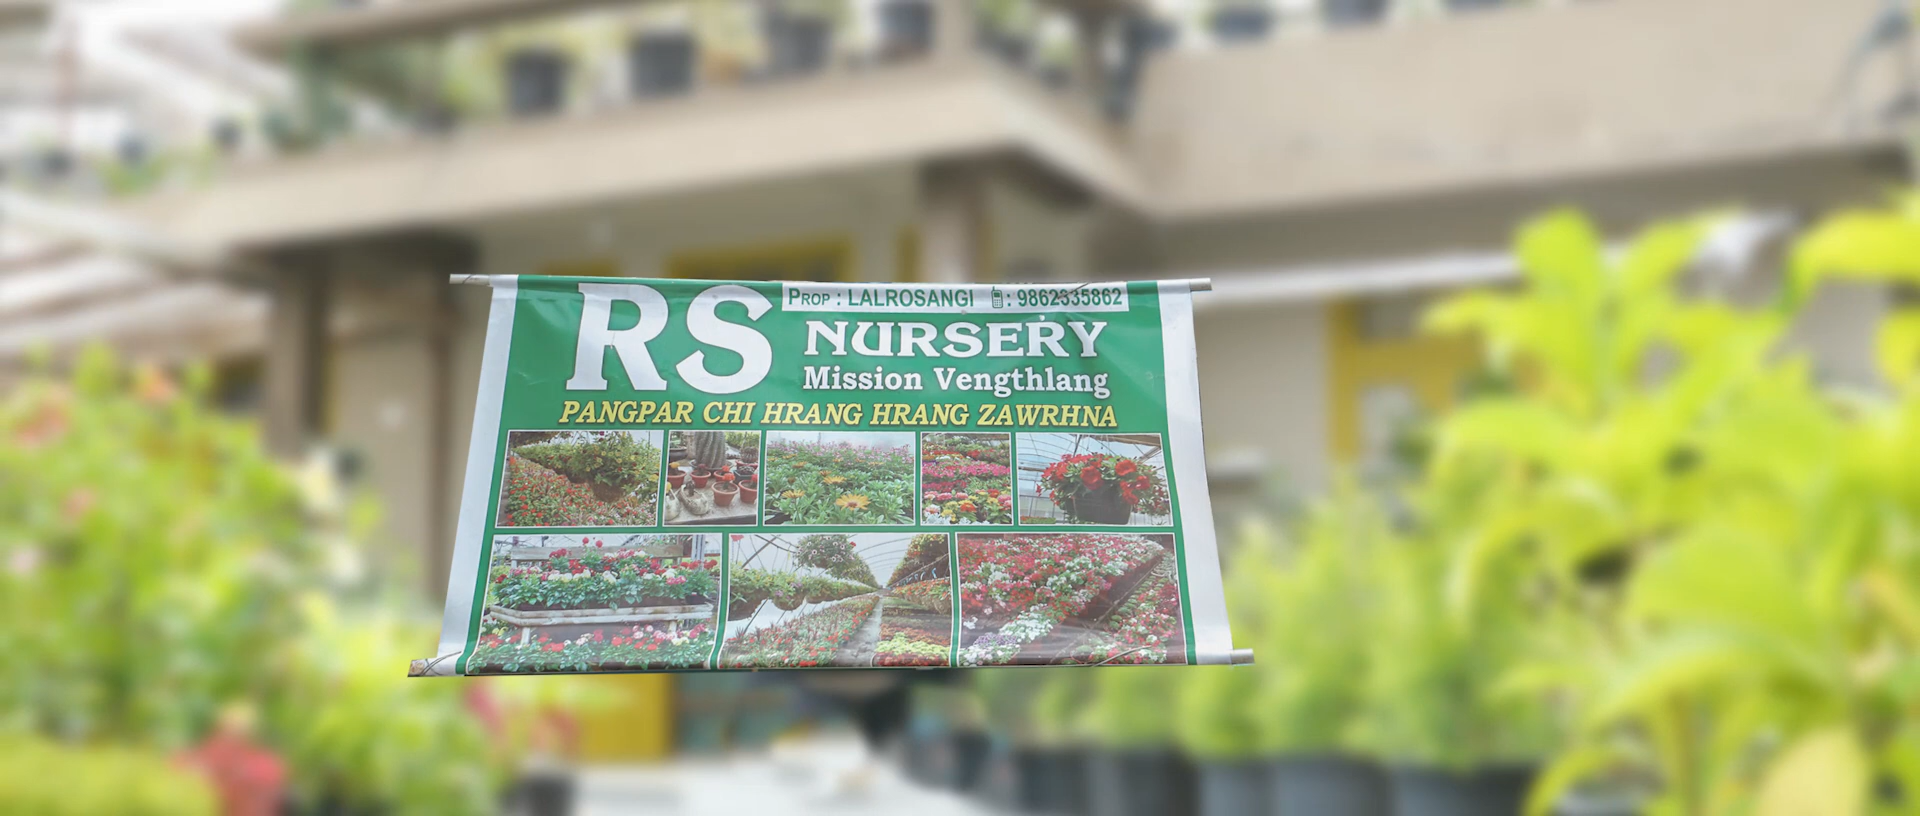 RS
PROP : LALROSANGI : 9862335862
NURSERY
Mission Vengthlang
PANGPAR CHI HRANG HRANG ZAWRHNA